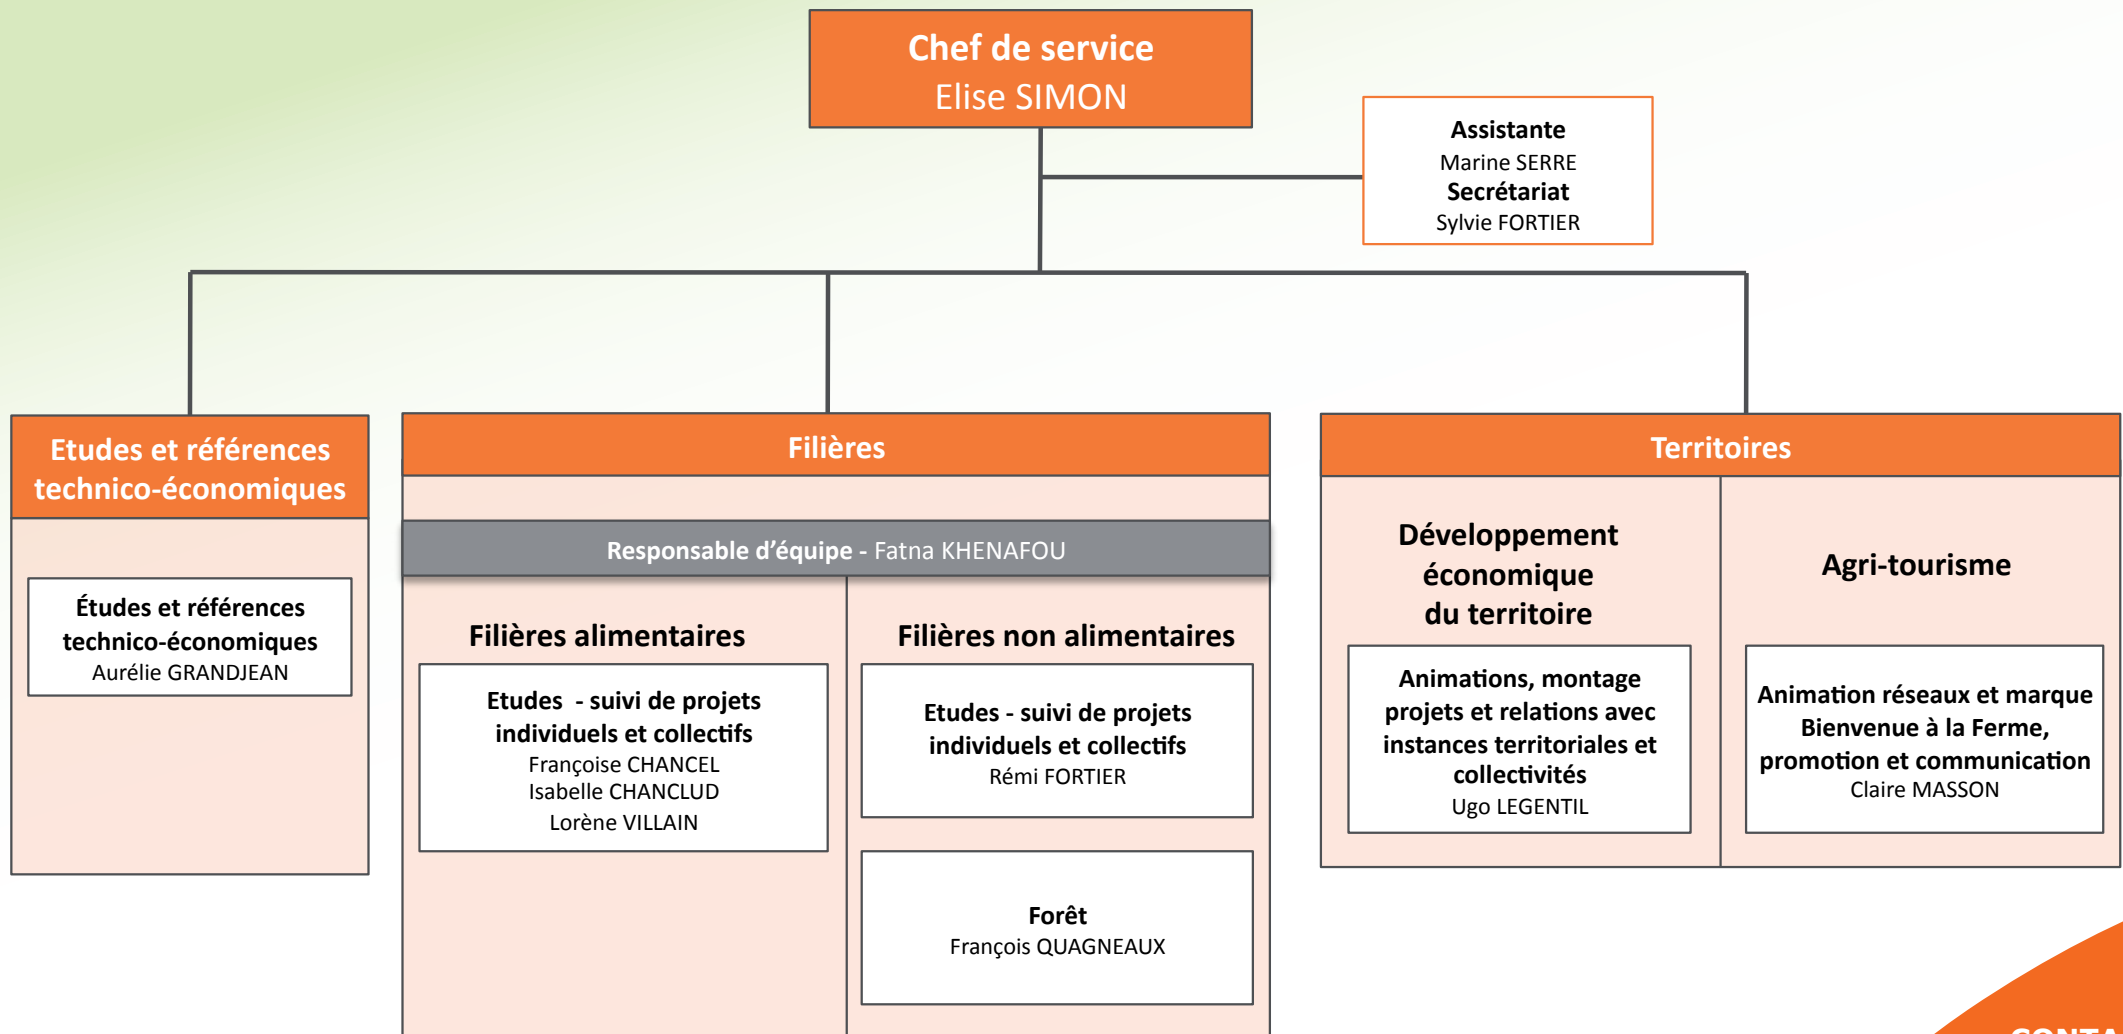 Chef de service
Elise SIMON
Assistante
Marine SERRE
Secrétariat
Sylvie FORTIER
Etudes et références
technico-économiques
Études et références
technico-économiques
Aurélie GRANDJEAN
Filières
Responsable d’équipe - Fatna KHENAFOU
Filières alimentaires
Etudes - suivi de projets
individuels et collectifs
Françoise CHANCEL
Isabelle CHANCLUD
Lorène VILLAIN
Filières non alimentaires
Etudes - suivi de projets
individuels et collectifs
Rémi FORTIER
Forêt
François QUAGNEAUX
Territoires
Développement
économique
du territoire
Animations, montage
projets et relations avec
instances territoriales et
collectivités
Ugo LEGENTIL
Agri-tourisme
Animation réseaux et marque
Bienvenue à la Ferme,
promotion et communication
Claire MASSON